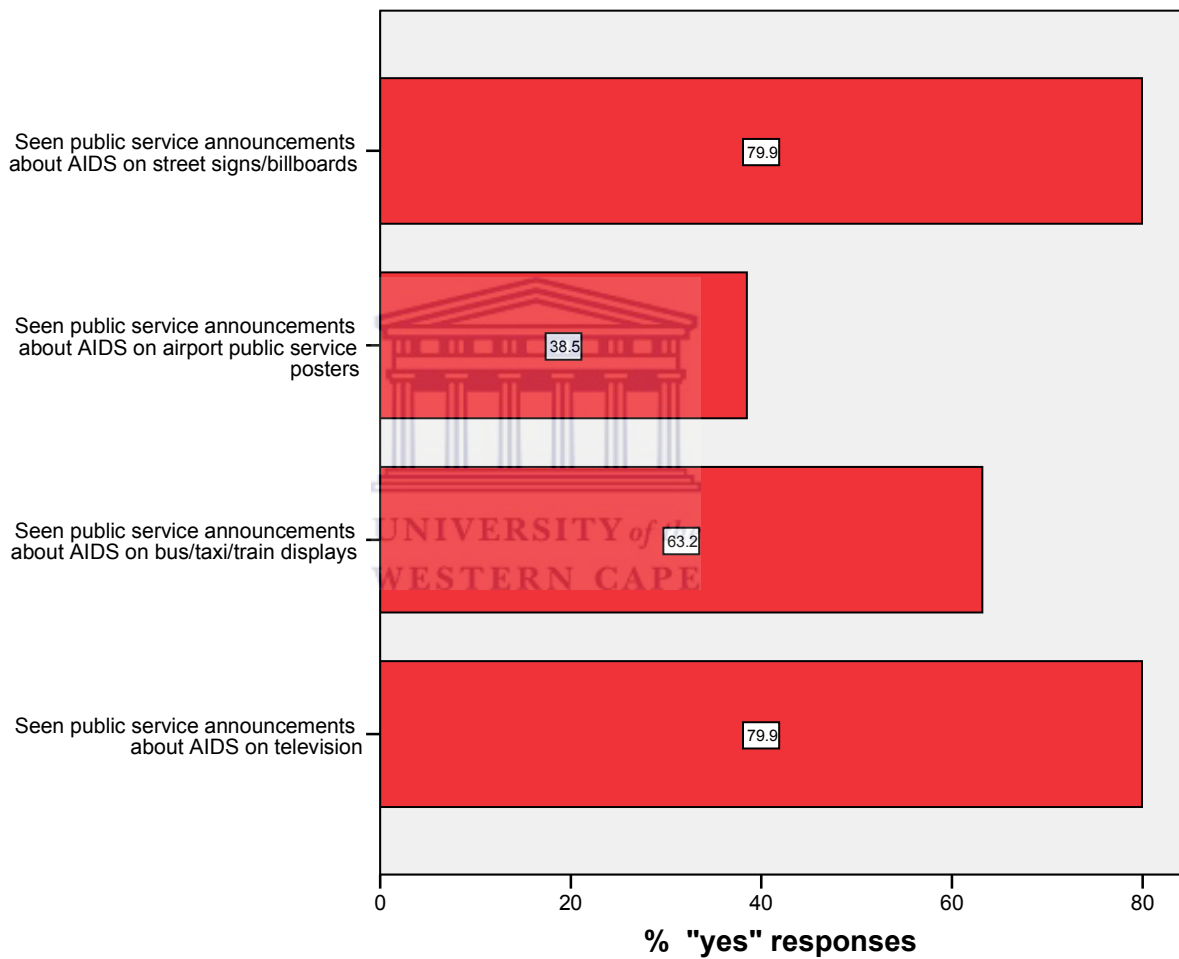 Seen public service announcements
about AIDS on street signs/billboards
79.9
Seen public service announcements
about AIDS on airport public service
posters
38.5
Seen public service announcements
about AIDS on bus/taxi/train displays
63.2
UNIVERSITY of the
WESTERN CAPE
Seen public service announcements
about AIDS on television
79.9
0 20 40 60 80
% "yes" responses